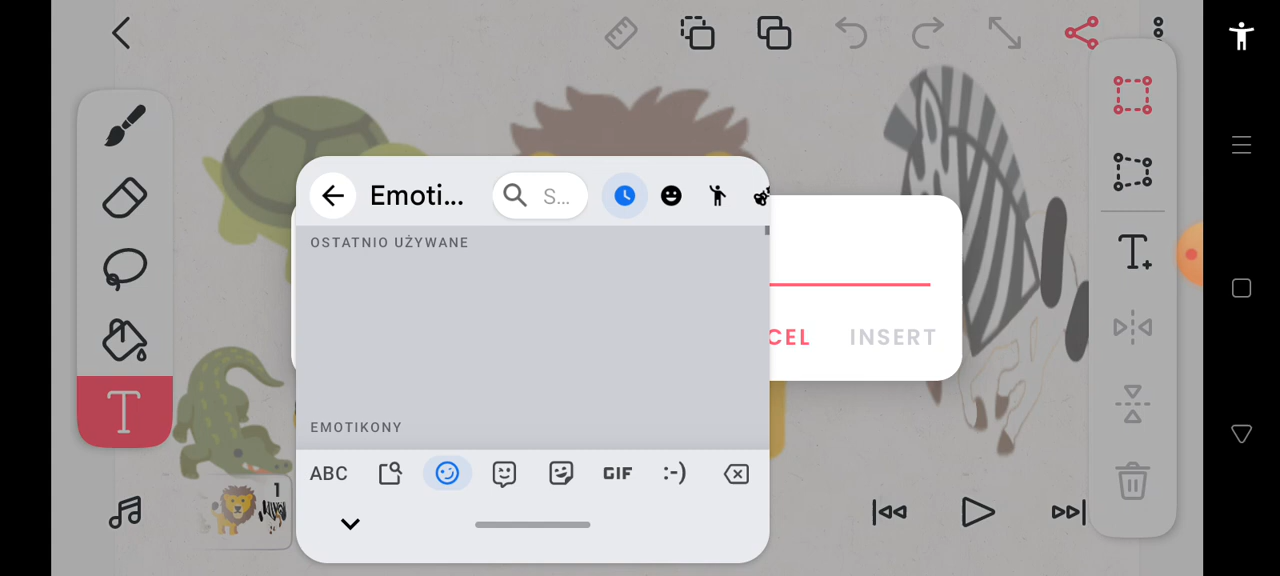 Emoti...
S...
OSTATNIO UŻYWANE
CEL
INSERT
EMOTIKONY
ABC
GIF
:-)
1